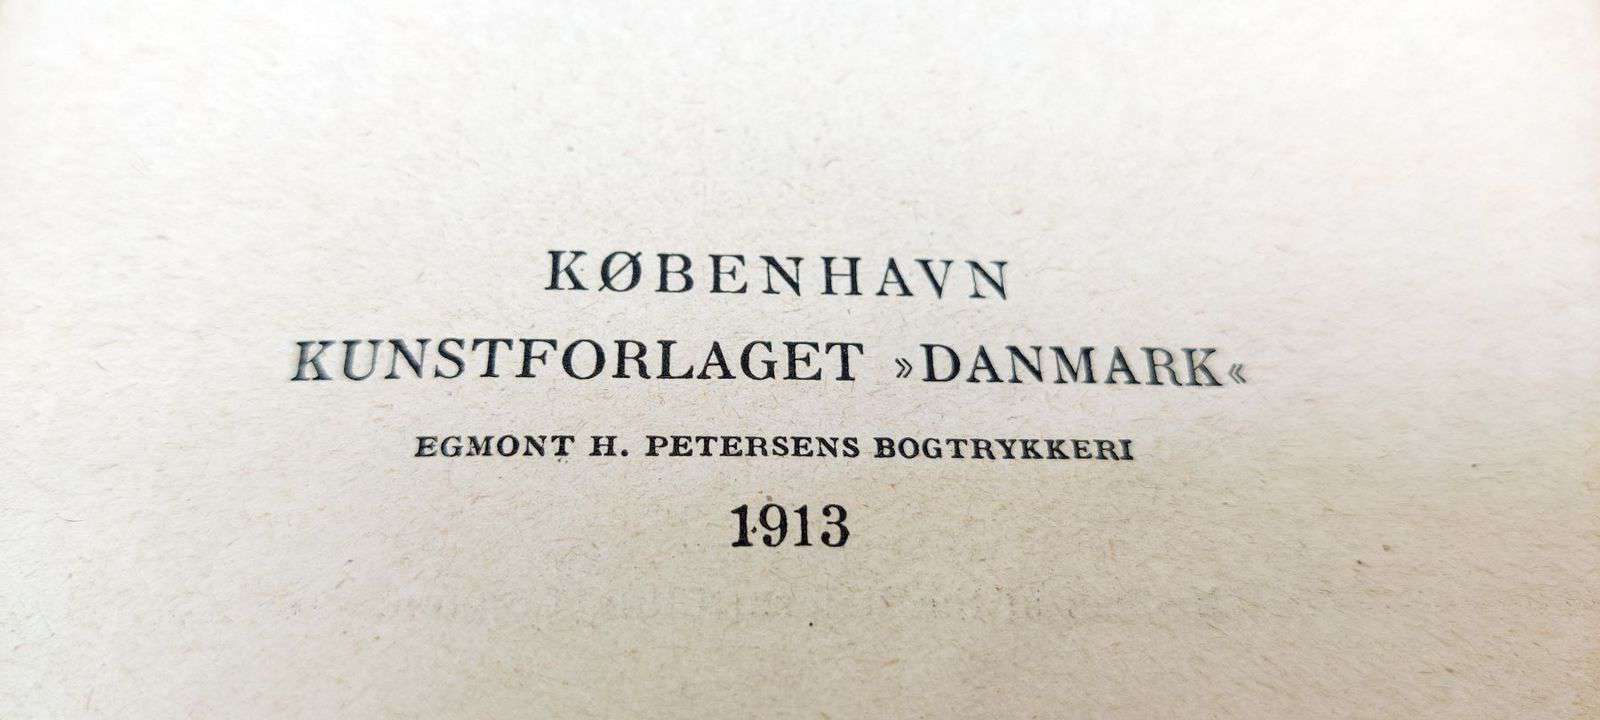 KØBENHAVN
KUNSTFORLAGET »DANMARK«
EGMONT H. PETERSENS BOGTRYKKERI
1913